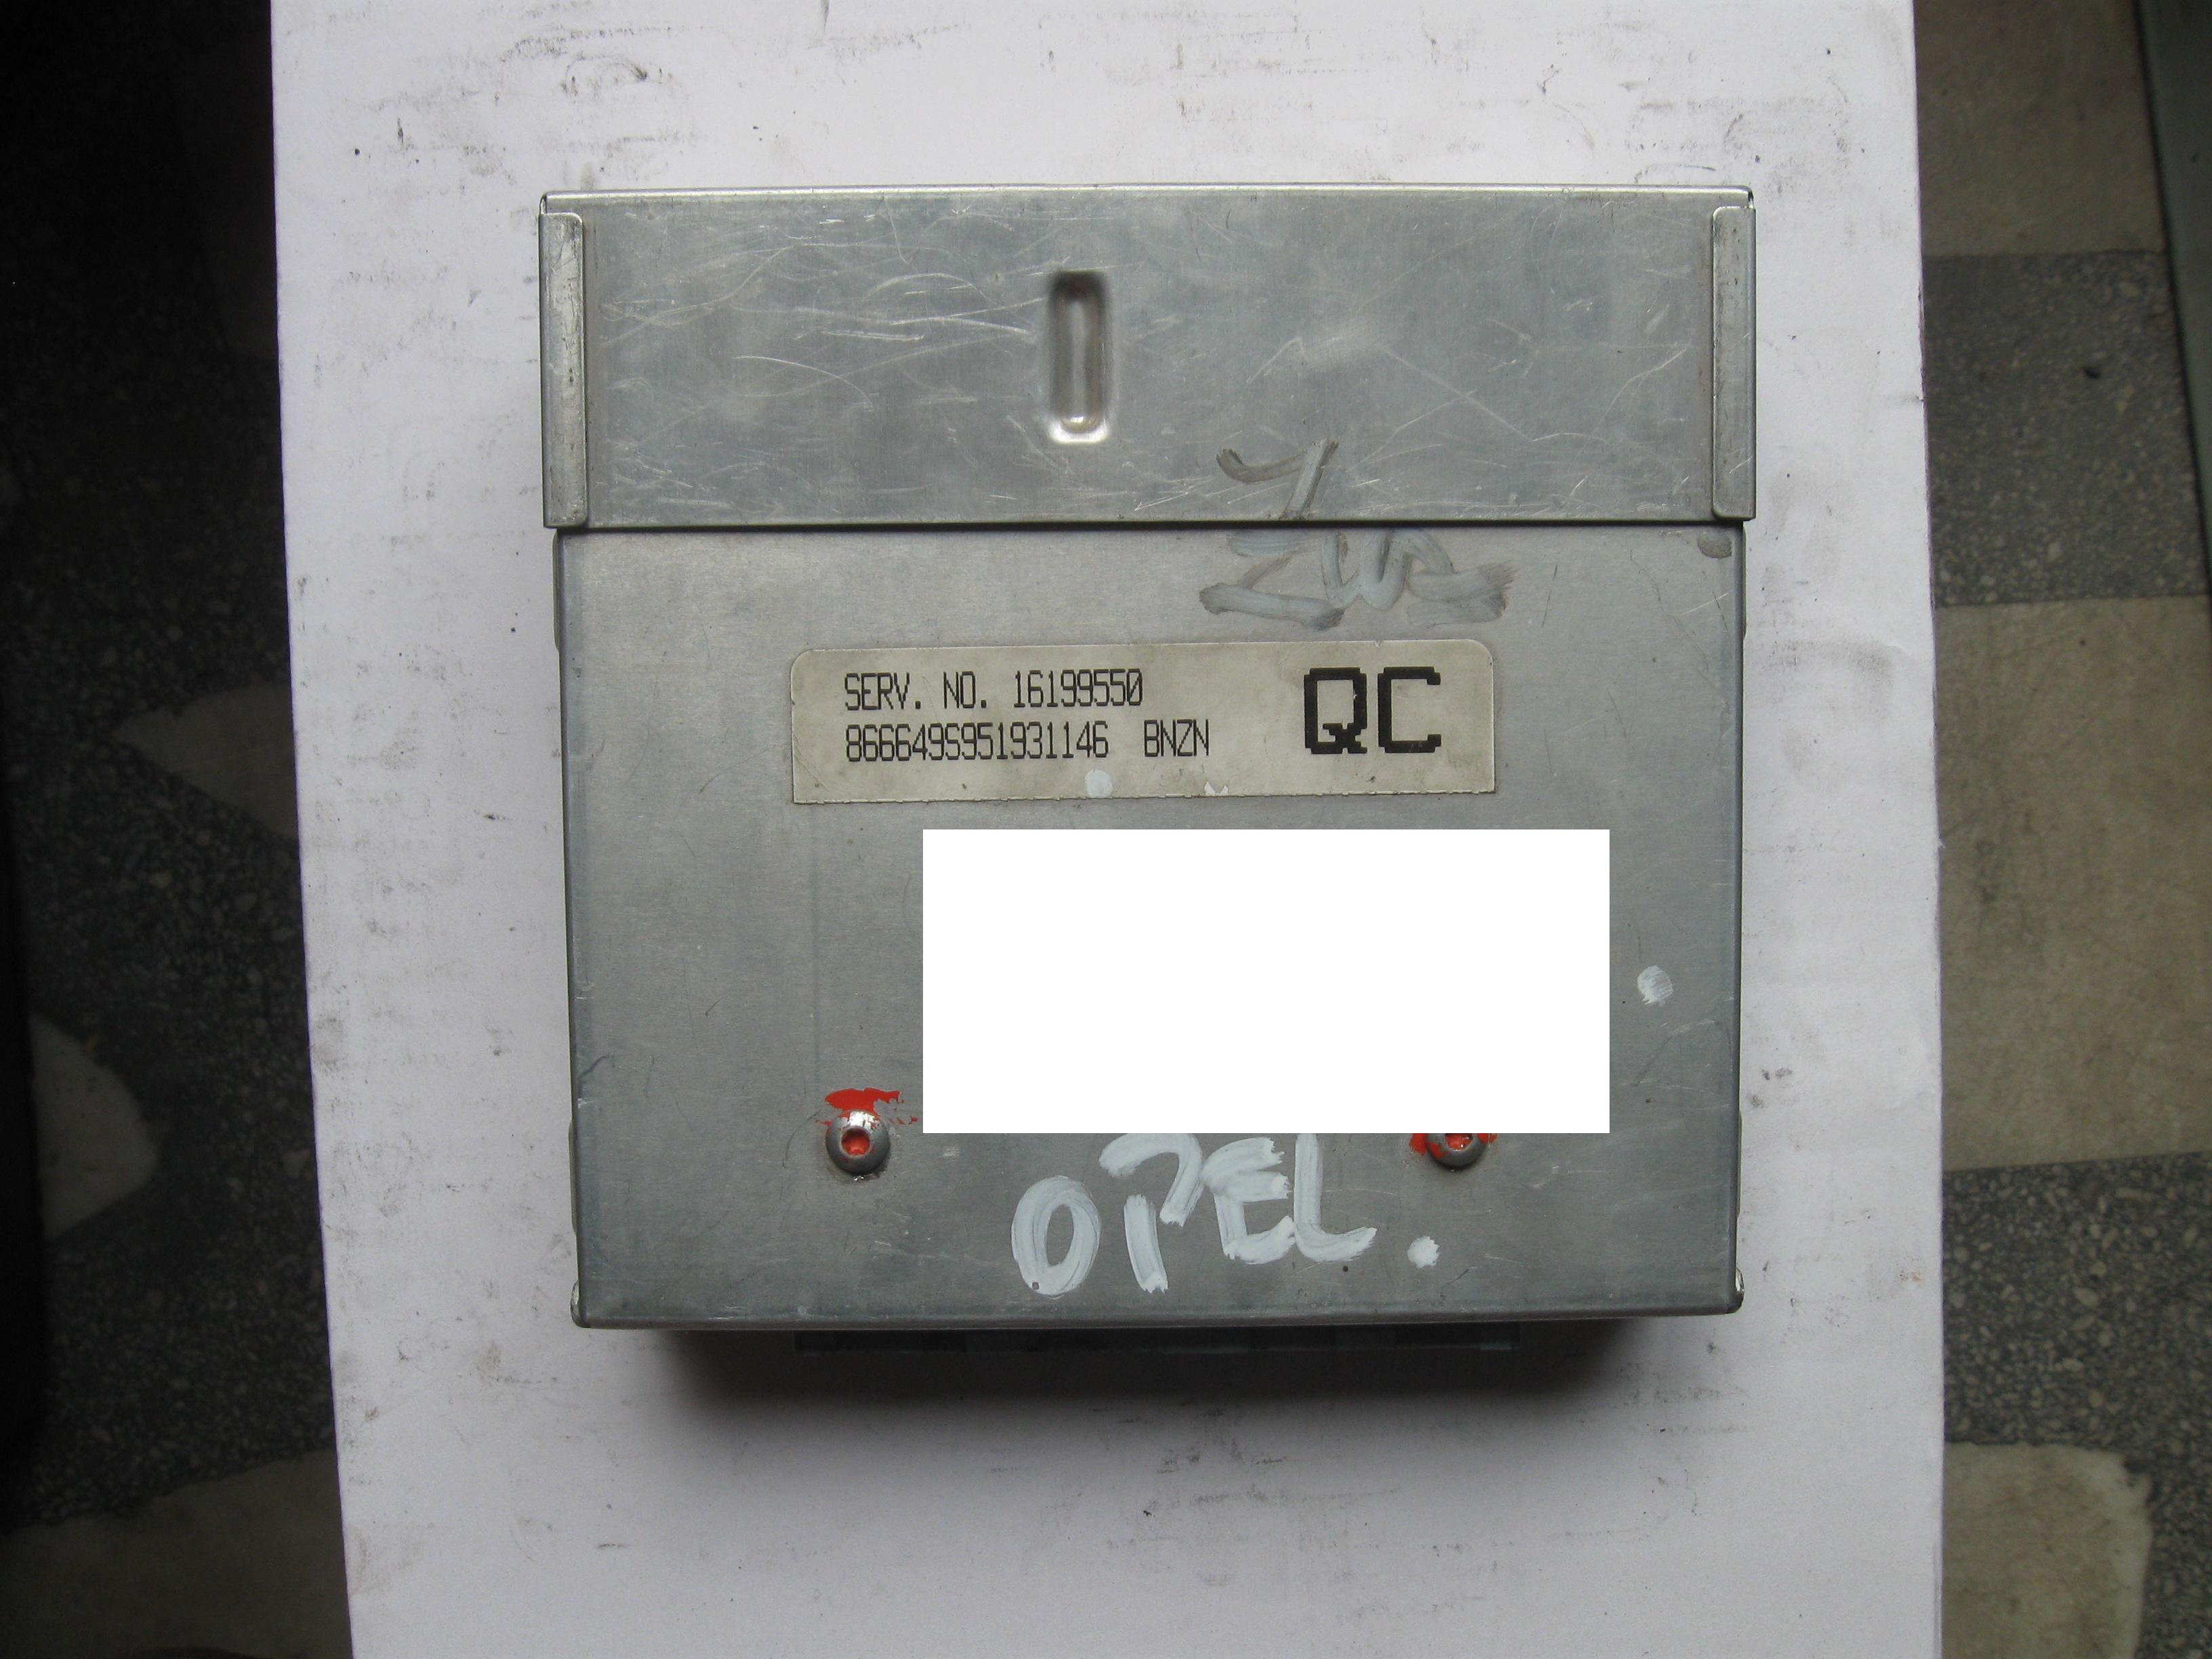 SERV. NO. 16199550
QC
866649S951931146 BNZN
OPEL.